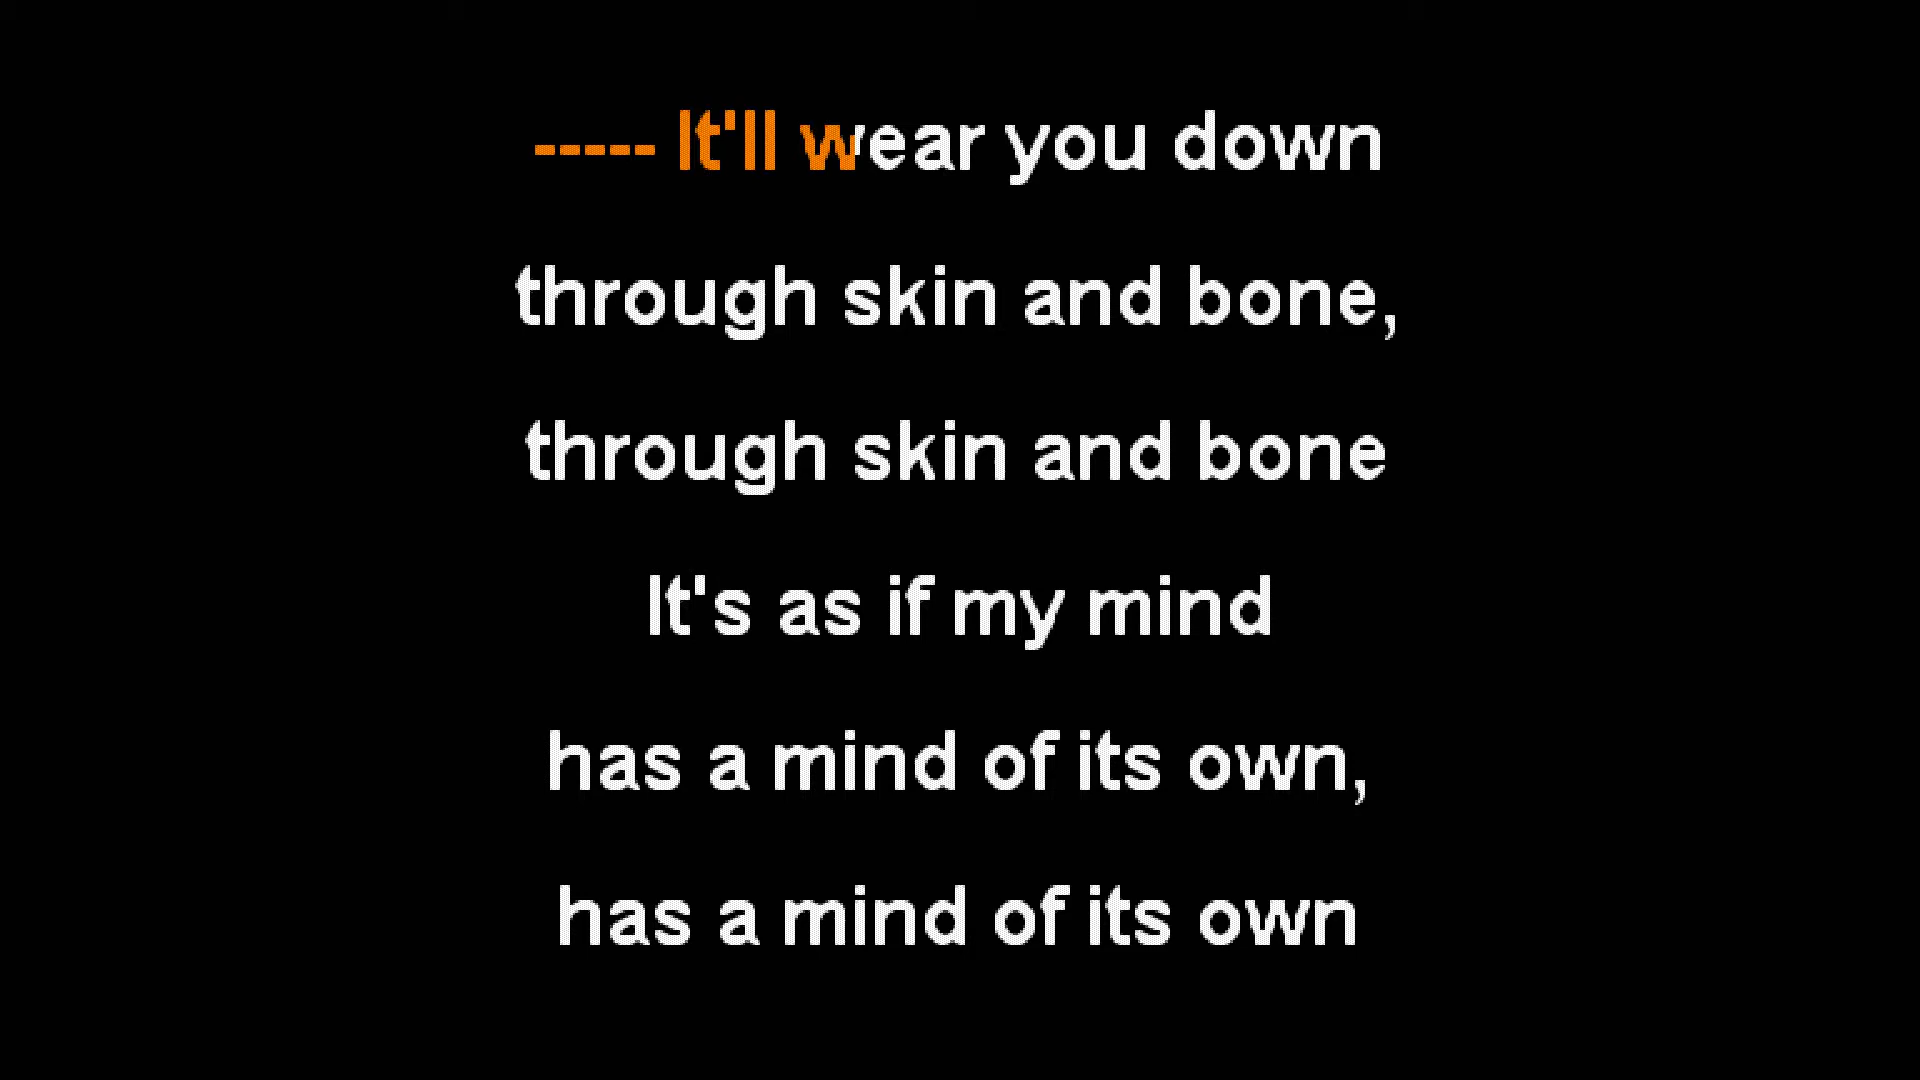 ----- It'll wear you down
through skin and bone,
through skin and bone
It's as if my mind
has a mind of its own,
has a mind of its own